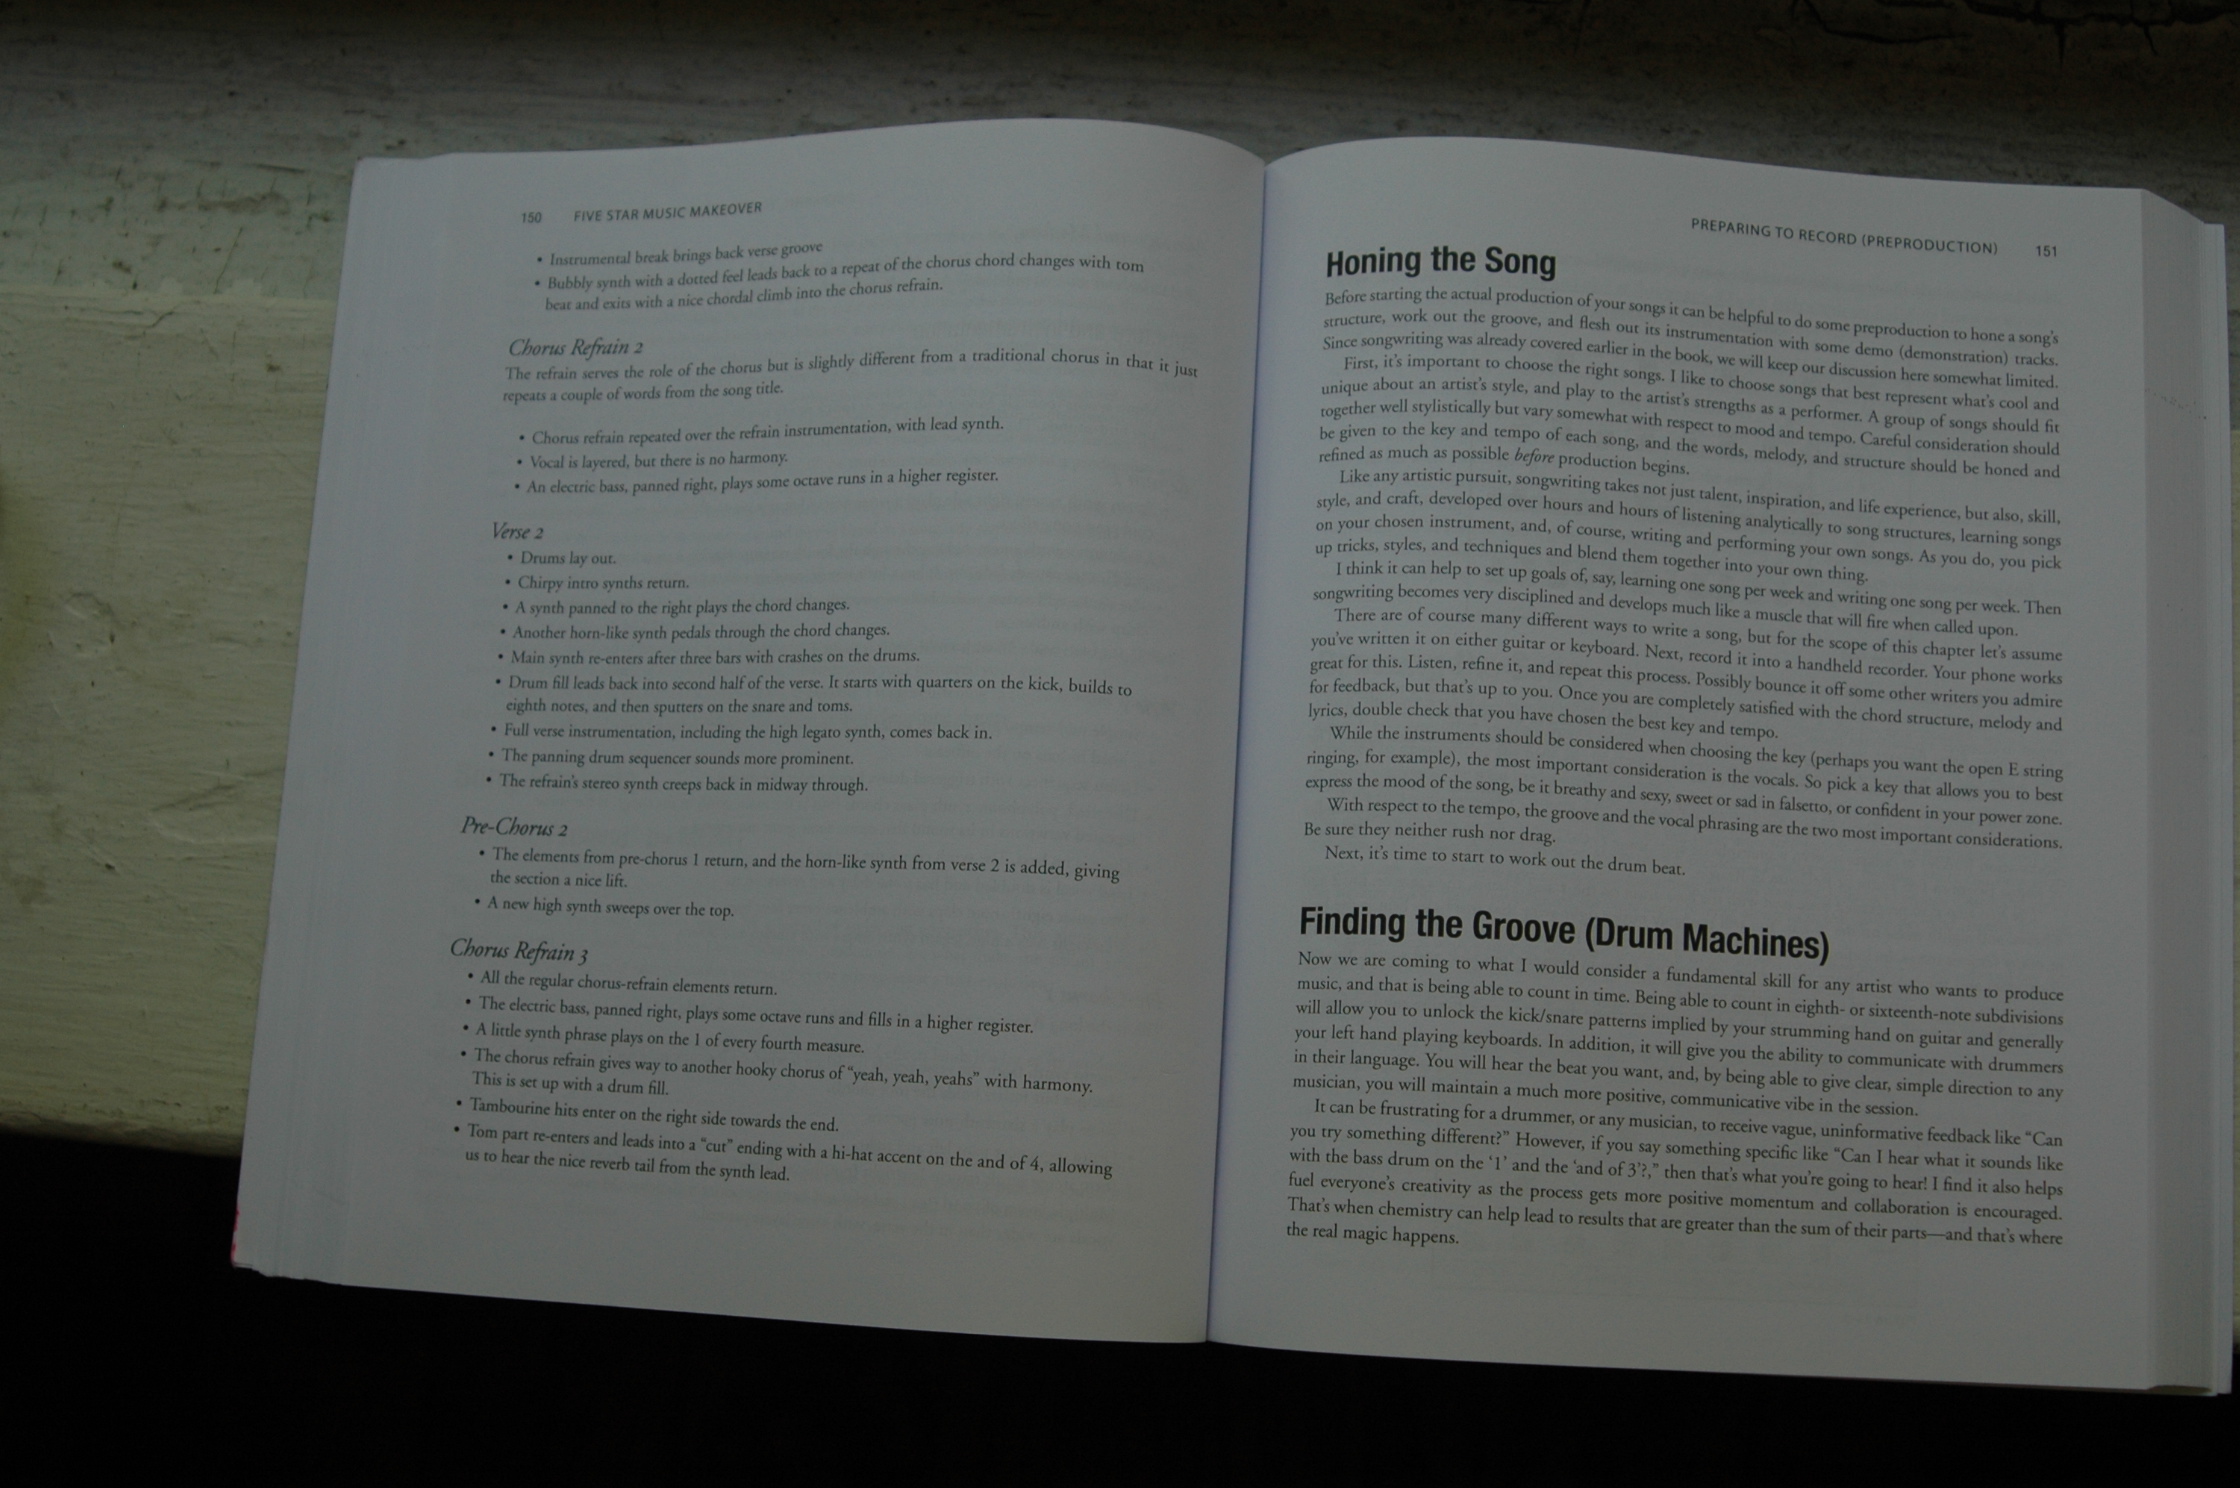 150 FIVE STAR MUSIC MAKEOVER
• Instrumental break brings back verse groove
• Bubbly synth with a dotted feel leads back to a repeat of the chorus chord changes with tom
beat and exits with a nice chordal climb into the chorus refrain.
Chorus Refrain 2
The refrain serves the role of the chorus but is slightly different from a traditional chorus in that it just
repeats a couple of words from the song title.
• Chorus refrain repeated over the refrain instrumentation, with lead synth.
• Vocal is layered, but there is no harmony.
• An electric bass, panned right, plays some octave runs in a higher register.
Verse 2
• Drums lay out.
• Chirpy intro synths return.
• A synth panned to the right plays the chord changes.
• Another horn-like synth pedals through the chord changes.
• Main synth re-enters after three bars with crashes on the drums.
• Drum fill leads back into second half of the verse. It starts with quarters on the kick, builds to
eighth notes, and then sputters on the snare and toms.
• Full verse instrumentation, including the high legato synth, comes back in.
• The panning drum sequencer sounds more prominent.
• The refrain's stereo synth creeps back in midway through.
Pre-Chorus 2
• The elements from pre-chorus 1 return, and the horn-like synth from verse 2 is added, giving
the section a nice lift.
• A new high synth sweeps over the top.
Chorus Refrain 3
• All the regular chorus-refrain elements return.
• The electric bass, panned right, plays some octave runs and fills in a higher register.
• A little synth phrase plays on the 1 of every fourth measure.
• The chorus refrain gives way to another hooky chorus of “yeah, yeah, yeahs” with harmony.
This is set up with a drum fill.
• Tambourine hits enter on the right side towards the end.
• Tom part re-enters and leads into a “cut” ending with a hi-hat accent on the and of 4, allowing
us to hear the nice reverb tail from the synth lead.
PREPARING TO RECORD (PREPRODUCTION) 151
Honing the Song
Before starting the actual production of your songs it can be helpful to do some preproduction to hone a song's
structure, work out the groove, and flesh out its instrumentation with some demo (demonstration) tracks.
Since songwriting was already covered earlier in the book, we will keep our discussion here somewhat limited.
First, it's important to choose the right songs. I like to choose songs that best represent what's cool and
unique about an artist's style, and play to the artist's strengths as a performer. A group of songs should fit
together well stylistically but vary somewhat with respect to mood and tempo. Careful consideration should
be given to the key and tempo of each song, and the words, melody, and structure should be honed and
refined as much as possible before production begins.
Like any artistic pursuit, songwriting takes not just talent, inspiration, and life experience, but also, skill,
style, and craft, developed over hours and hours of listening analytically to song structures, learning songs
on your chosen instrument, and, of course, writing and performing your own songs. As you do, you pick
up tricks, styles, and techniques and blend them together into your own thing.
I think it can help to set up goals of, say, learning one song per week and writing one song per week. Then
songwriting becomes very disciplined and develops much like a muscle that will fire when called upon.
There are of course many different ways to write a song, but for the scope of this chapter let's assume
you've written it on either guitar or keyboard. Next, record it into a handheld recorder. Your phone works
great for this. Listen, refine it, and repeat this process. Possibly bounce it off some other writers you admire
for feedback, but that's up to you. Once you are completely satisfied with the chord structure, melody and
lyrics, double check that you have chosen the best key and tempo.
While the instruments should be considered when choosing the key (perhaps you want the open E string
ringing, for example), the most important consideration is the vocals. So pick a key that allows you to best
express the mood of the song, be it breathy and sexy, sweet or sad in falsetto, or confident in your power zone.
With respect to the tempo, the groove and the vocal phrasing are the two most important considerations.
Be sure they neither rush nor drag.
Next, it's time to start to work out the drum beat.
Finding the Groove (Drum Machines)
Now we are coming to what I would consider a fundamental skill for any artist who wants to produce
music, and that is being able to count in time. Being able to count in eighth- or sixteenth-note subdivisions
will allow you to unlock the kick/snare patterns implied by your strumming hand on guitar and generally
your left hand playing keyboards. In addition, it will give you the ability to communicate with drummers
in their language. You will hear the beat you want, and, by being able to give clear, simple direction to any
musician, you will maintain a much more positive, communicative vibe in the session.
It can be frustrating for a drummer, or any musician, to receive vague, uninformative feedback like “Can
you try something different?” However, if you say something specific like “Can I hear what it sounds like
with the bass drum on the ‘1’ and the ‘and of 3’?,” then that's what you're going to hear! I find it also helps
fuel everyone's creativity as the process gets more positive momentum and collaboration is encouraged.
That's when chemistry can help lead to results that are greater than the sum of their parts—and that's where
the real magic happens.